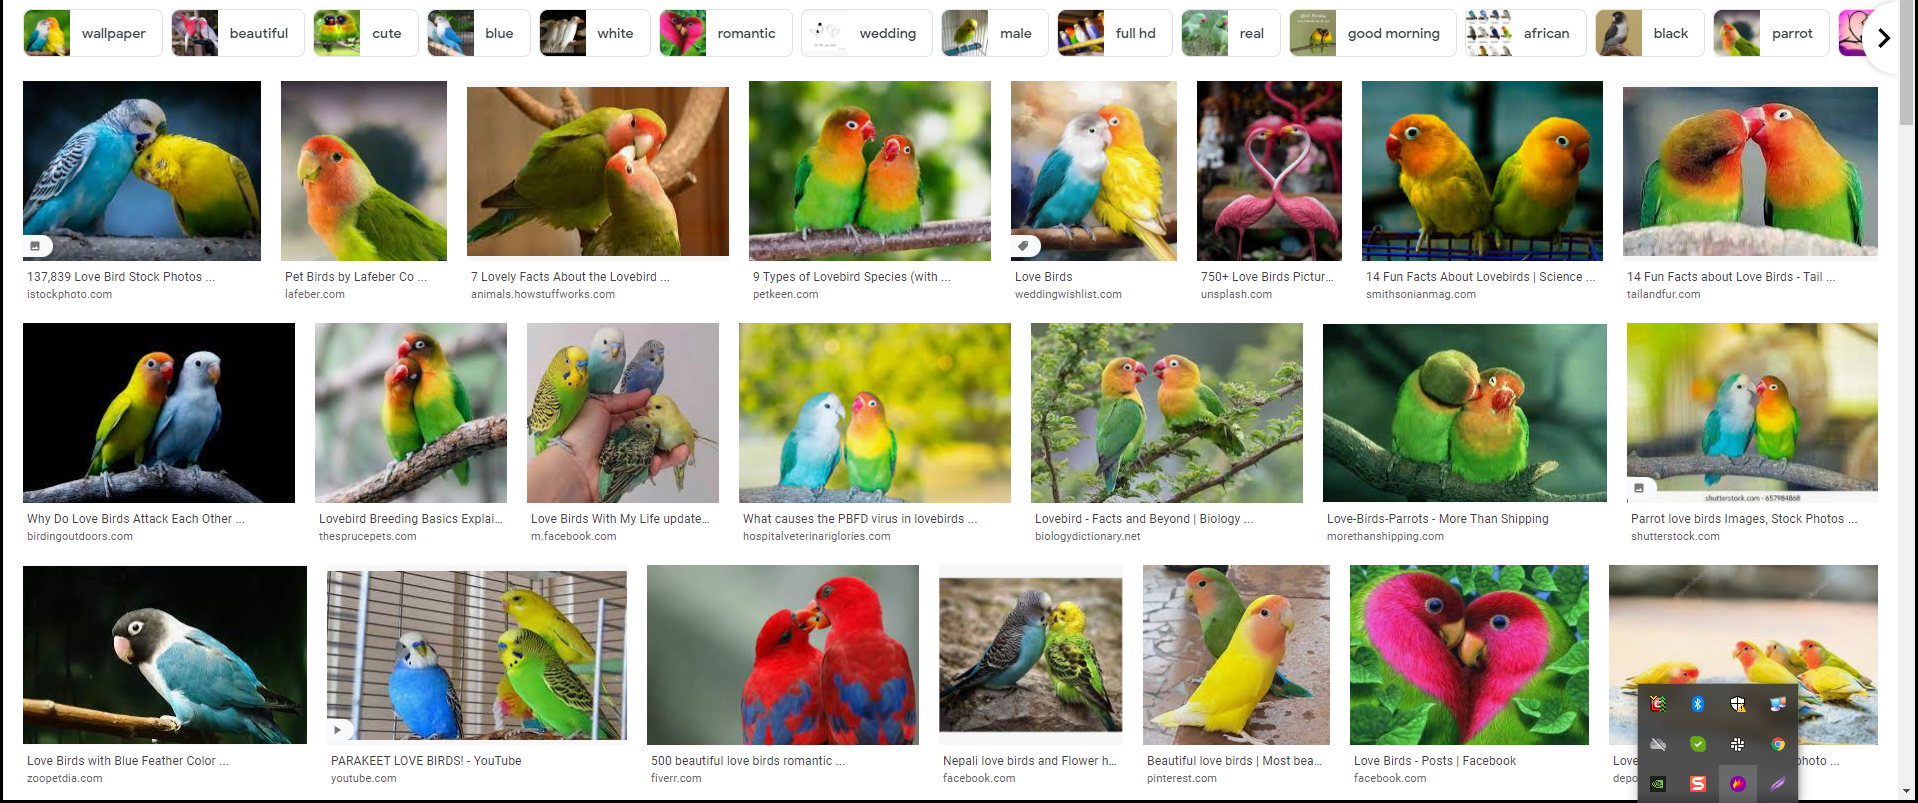 wallpaper
beautiful
cute
blue
white
romantic
wedding
male
full hd
real
good morning
african
black
parrot
137,839 Love Bird Stock Photos ...
istockphoto.com
Pet Birds by Lafeber Co ...
lafeber.com
7 Lovely Facts About the Lovebird ...
animals.howstuffworks.com
9 Types of Lovebird Species (with ...
petkeen.com
Love Birds
weddingwishlist.com
750+ Love Birds Pictur...
unsplash.com
14 Fun Facts About Lovebirds | Science ...
smithsonianmag.com
14 Fun Facts about Love Birds - Tail ...
tailandfur.com
shutterstock.com · 657984868
Why Do Love Birds Attack Each Other ...
birdingoutdoors.com
Lovebird Breeding Basics Explai...
thesprucepets.com
Love Birds With My Life update...
m.facebook.com
What causes the PBFD virus in lovebirds ...
hospitalveterinariglories.com
Lovebird - Facts and Beyond | Biology ...
biologydictionary.net
Love-Birds-Parrots - More Than Shipping
morethanshipping.com
Parrot love birds Images, Stock Photos ...
shutterstock.com
Love Birds with Blue Feather Color ...
zoopetdia.com
PARAKEET LOVE BIRDS! - YouTube
youtube.com
500 beautiful love birds romantic ...
fiverr.com
Nepali love birds and Flower h...
facebook.com
Beautiful love birds | Most bea...
pinterest.com
Love Birds - Posts | Facebook
facebook.com
Love
photo ...
depo